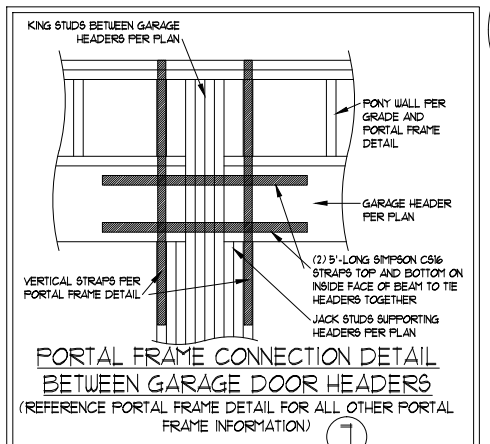 KING STUDS BETWEEN GARAGE
HEADERS PER PLAN
PONY WALL PER
GRADE AND
PORTAL FRAME
DETAIL
GARAGE HEADER
PER PLAN
(2) 5'-LONG SIMPSON CS16
STRAPS TOP AND BOTTOM ON
INSIDE FACE OF BEAM TO TIE
HEADERS TOGETHER
VERTICAL STRAPS PER
PORTAL FRAME DETAIL
JACK STUDS SUPPORTING
HEADERS PER PLAN
PORTAL FRAME CONNECTION DETAIL
BETWEEN GARAGE DOOR HEADERS
(REFERENCE PORTAL FRAME DETAIL FOR ALL OTHER PORTAL
FRAME INFORMATION)